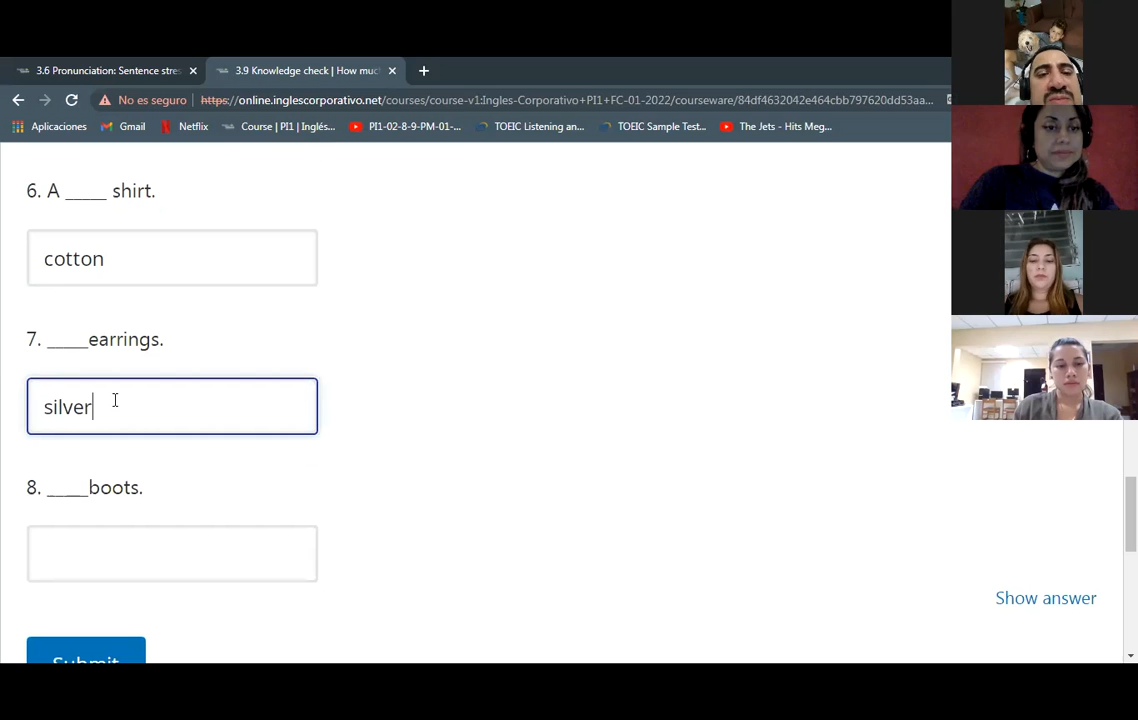 3.6 Pronunciation: Sentence stres
3.9 Knowledge check | How muc
No es seguro
https://online.inglescorporativo.net/courses/course-v1:Ingles-Corporativo+PI1+FC-01-2022/courseware/84df4632042e464cbb797620dd53aa...
Aplicaciones
Gmail
Netflix
Course | PI1 | Inglés...
PI1-02-8-9-PM-01-...
TOEIC Listening an...
TOEIC Sample Test...
The Jets - Hits Meg...
6. A _____ shirt.
cotton
7. _____earrings.
silver
8. _____boots.
Show answer
Submit